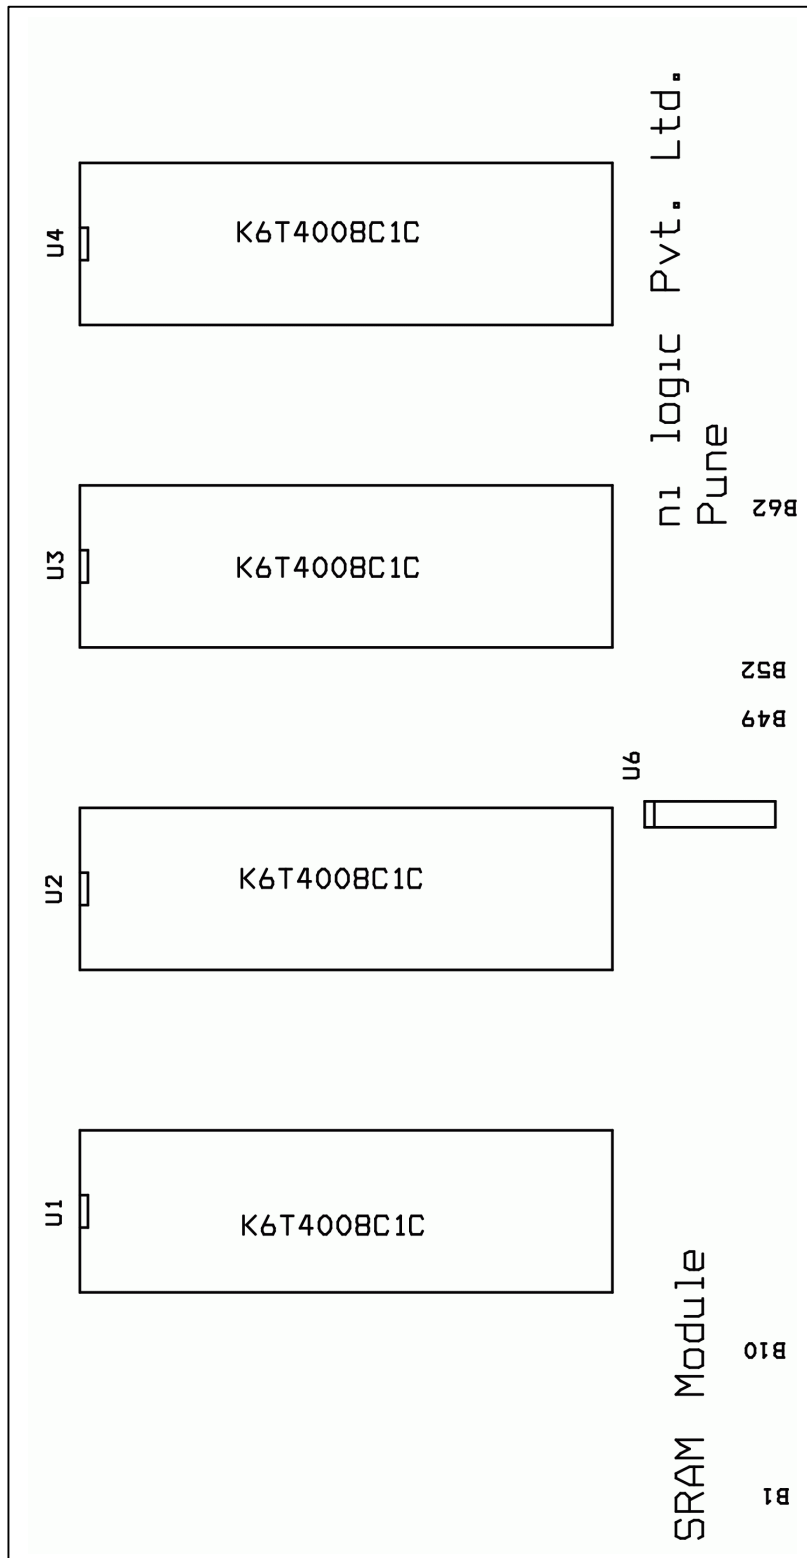 U4
K6T4008C1C
U3
K6T4008C1C
U2
K6T4008C1C
U1
K6T4008C1C
ni logic Pvt. Ltd.
Pune
B62
B52
B49
U6
SRAM Module
B10
B1